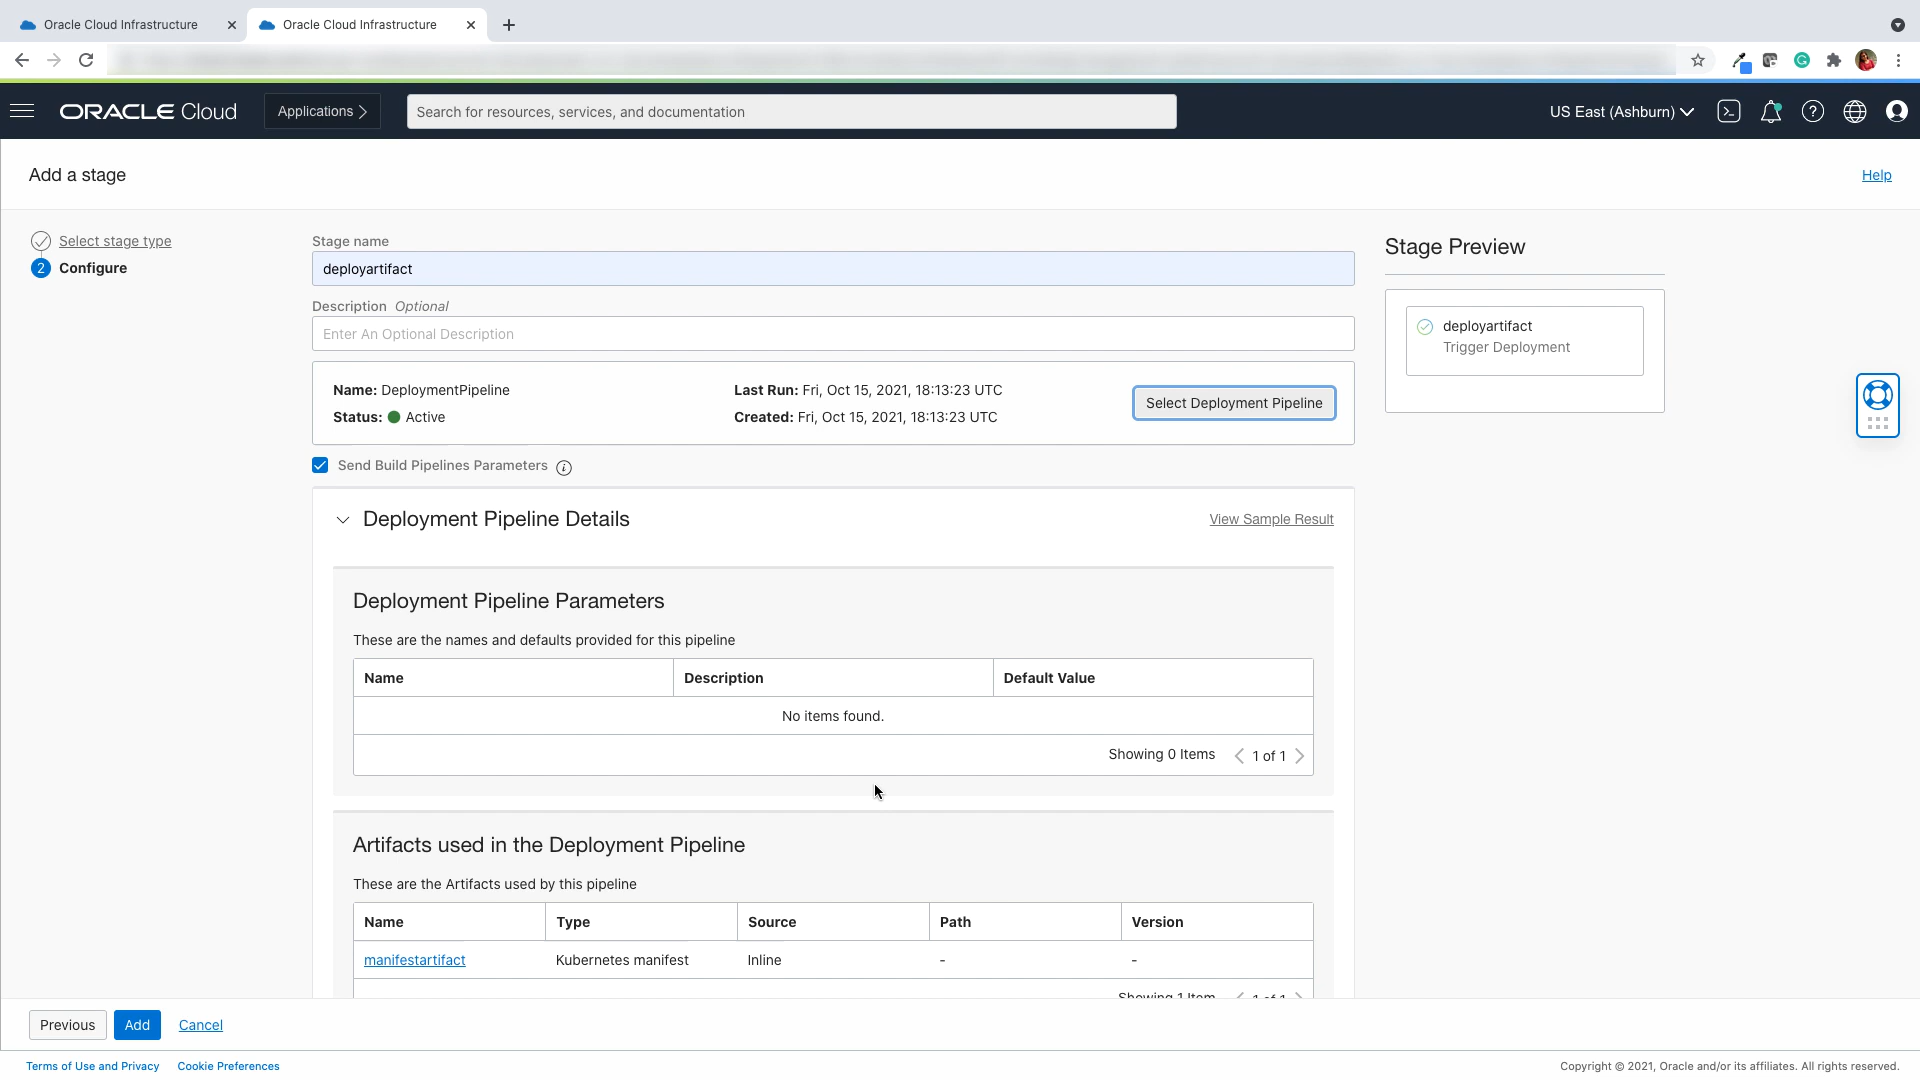 Oracle Cloud Infrastructure
Oracle Cloud Infrastructure
ORACLE Cloud
Applications
Search for resources, services, and documentation
US East (Ashburn)
Add a stage
Help
Select stage type
2 Configure
Stage name
deployartifact
Description Optional
Enter An Optional Description
Name: DeploymentPipeline
Last Run: Fri, Oct 15, 2021, 18:13:23 UTC
Status: Active
Created: Fri, Oct 15, 2021, 18:13:23 UTC
Select Deployment Pipeline
Send Build Pipelines Parameters
Stage Preview
deployartifact
Trigger Deployment
Deployment Pipeline Details
View Sample Result
Deployment Pipeline Parameters
These are the names and defaults provided for this pipeline
Name Description Default Value
No items found.
Showing 0 Items 1 of 1
Artifacts used in the Deployment Pipeline
These are the Artifacts used by this pipeline
Name Type Source Path Version
manifestartifact Kubernetes manifest Inline - -
Showing 1 Item 1 of 1
Previous Add Cancel
Terms of Use and Privacy Cookie Preferences
Copyright © 2021, Oracle and/or its affiliates. All rights reserved.